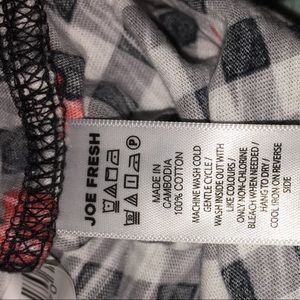 JOE FRESH
MADE IN
CAMBODIA
100% COTTON
MACHINE WASH COLD
GENTLE CYCLE /
WASH INSIDE OUT WITH
LIKE COLOURS /
ONLY NON-CHLORINE
BLEACH WHEN NEEDED /
HANG TO DRY /
COOL IRON ON REVERSE
SIDE